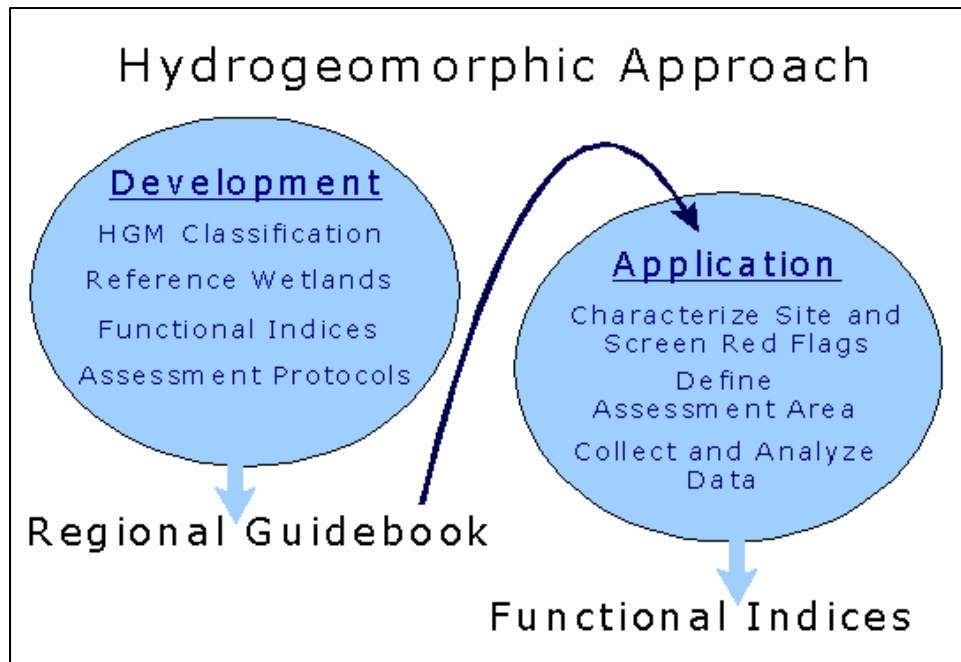 Hydrogeomorphic Approach
Development
HGM Classification
Reference Wetlands
Functional Indices
Assessment Protocols
Regional Guidebook
Application
Characterize Site and
Screen Red Flags
Define
Assessment Area
Collect and Analyze
Data
Functional Indices